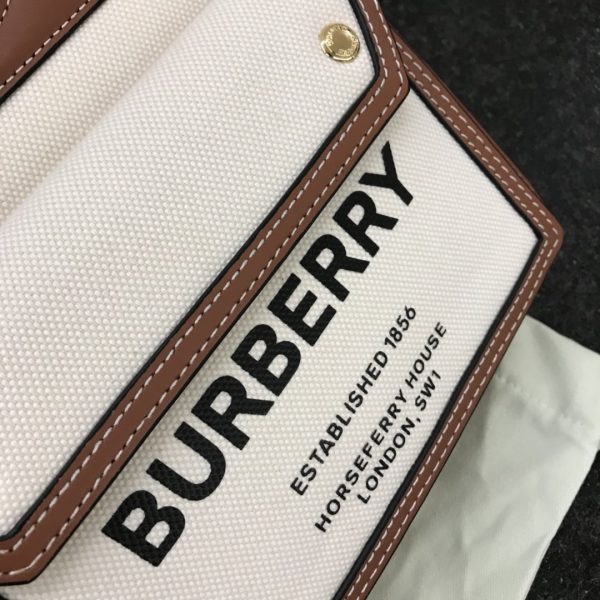 BURBERRY
ESTABLISHED 1856
HORSEFERRY HOUSE
LONDON, SW1